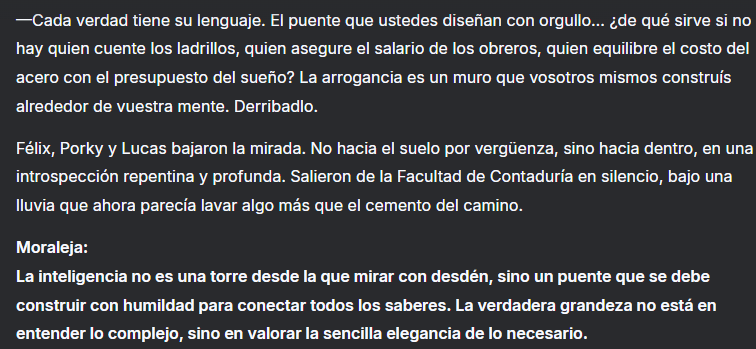 —Cada verdad tiene su lenguaje. El puente que ustedes diseñan con orgullo... ¿de qué sirve si no
hay quien cuente los ladrillos, quien asegure el salario de los obreros, quien equilibre el costo del
acero con el presupuesto del sueño? La arrogancia es un muro que vosotros mismos construís
alrededor de vuestra mente. Derribadlo.
Félix, Porky y Lucas bajaron la mirada. No hacia el suelo por vergüenza, sino hacia dentro, en una
introspección repentina y profunda. Salieron de la Facultad de Contaduría en silencio, bajo una
lluvia que ahora parecía lavar algo más que el cemento del camino.
Moraleja:
La inteligencia no es una torre desde la que mirar con desdén, sino un puente que se debe
construir con humildad para conectar todos los saberes. La verdadera grandeza no está en
entender lo complejo, sino en valorar la sencilla elegancia de lo necesario.